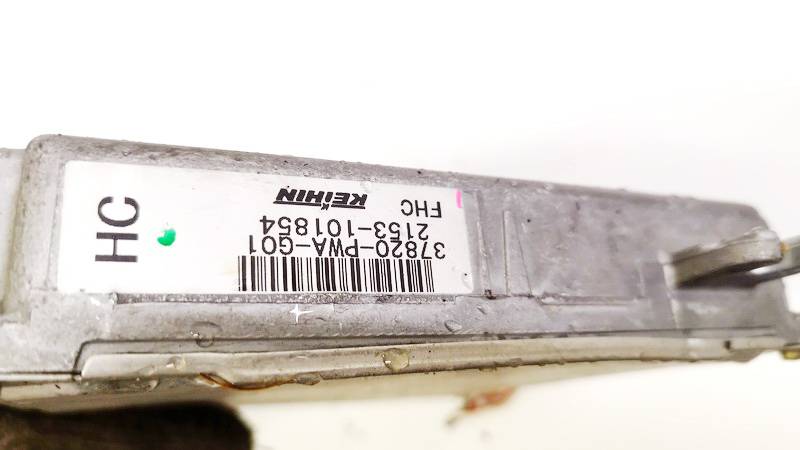 37820-PWA-G01
2153-101854
FHC
KEIHIN
HC